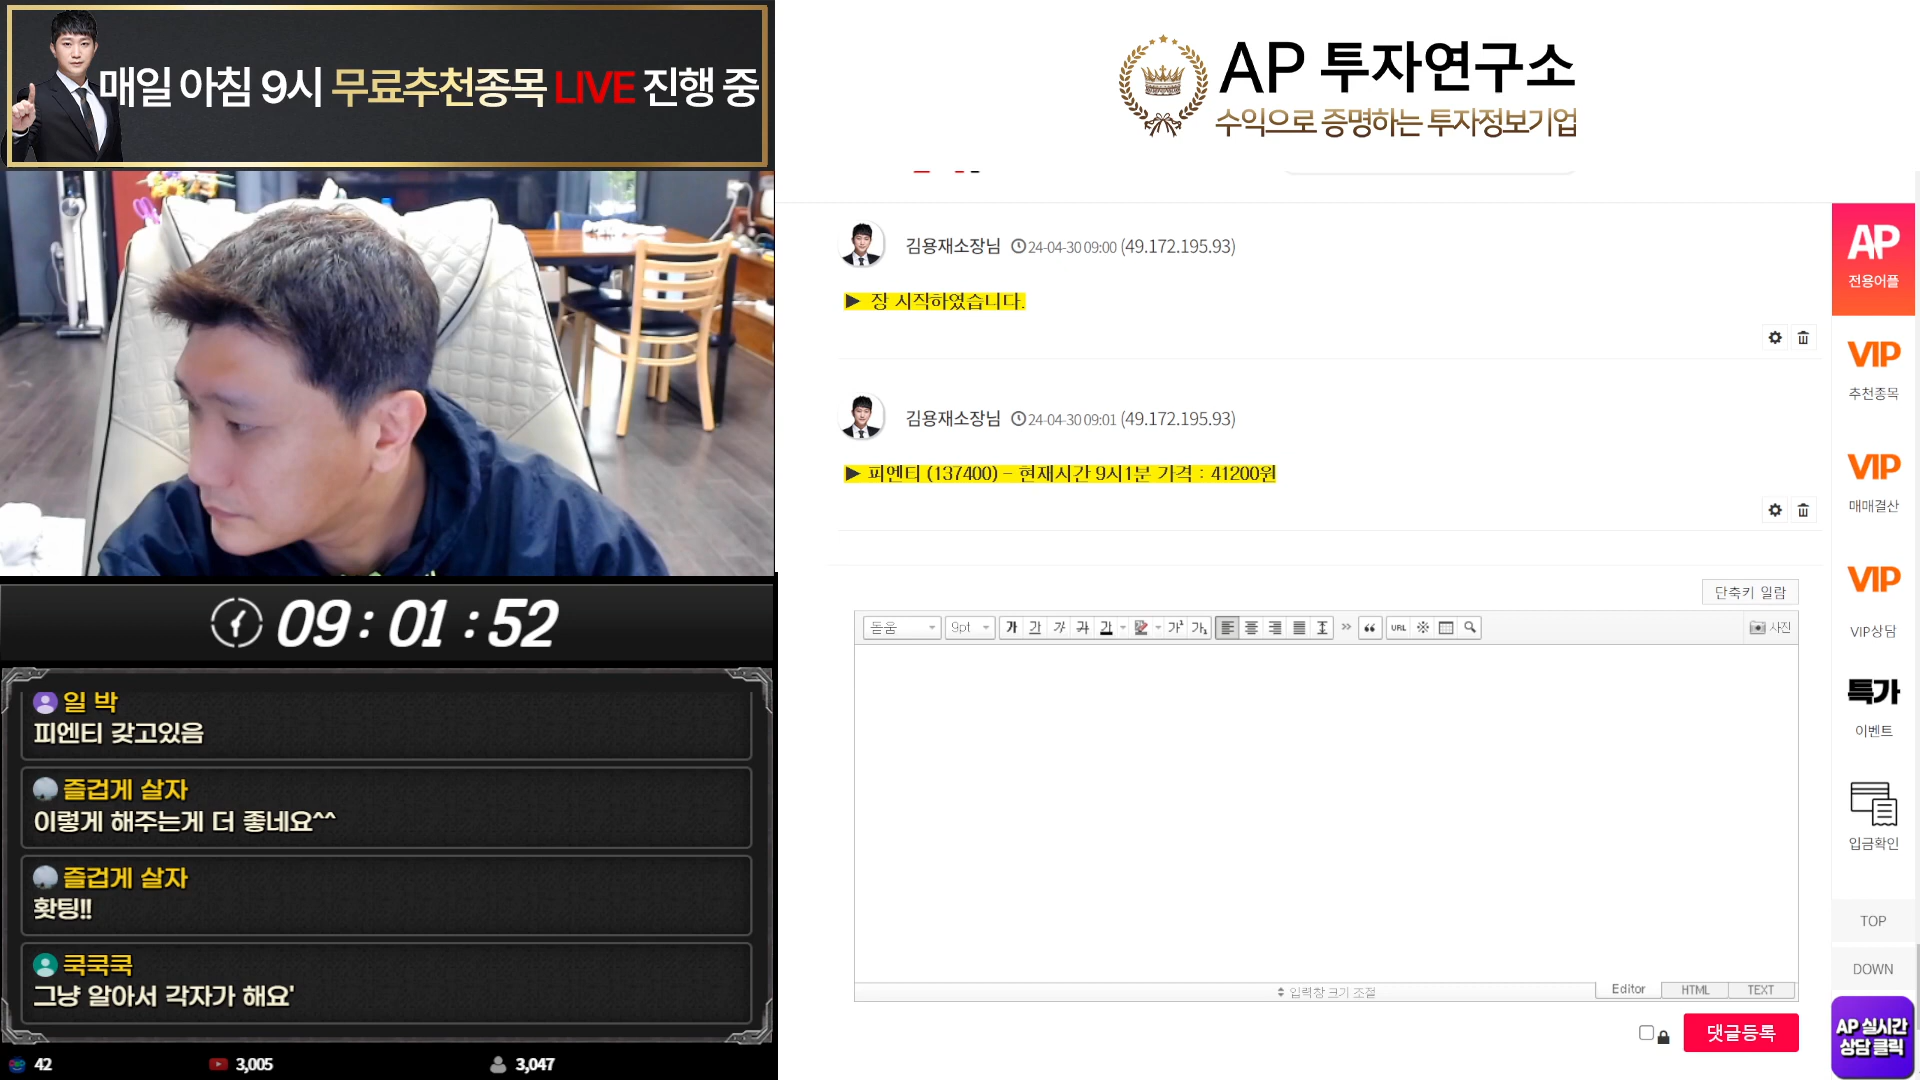 매일 아침 9시 무료추천종목 LIVE 진행 중
AP 투자연구소
수익으로 증명하는 투자정보기업
김용재소장님 24-04-30 09:00 (49.172.195.93)
▶ 장 시작하였습니다.
김용재소장님 24-04-30 09:01 (49.172.195.93)
▶ 피엔티 (137400) - 현재시간 9시1분 가격 : 41200원
단축키 일람
돋움 9pt 가 가 가 가 가 가¹ 가₁ » “ URL ※ 사진
입력창 크기 조절
Editor HTML TEXT
댓글등록
AP
전용어플
VIP
추천종목
VIP
매매결산
VIP
VIP상담
특가
이벤트
입금확인
TOP
DOWN
AP 실시간
상담 클릭
09 : 01 : 52
일 박
피엔티 갖고있음
즐겁게 살자
이렇게 해주는게 더 좋네요^^
즐겁게 살자
홧팅!!
쿡쿡쿡
그냥 알아서 각자가 해요'
42 3,005 3,047